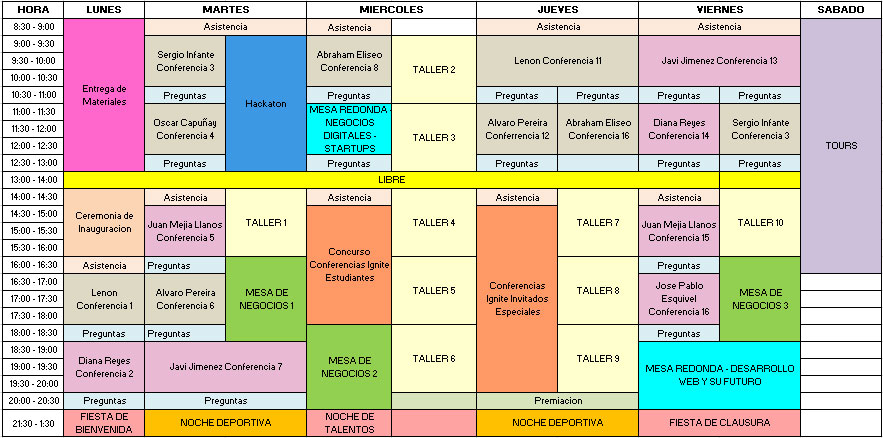 HORA LUNES MARTES MIERCOLES JUEVES VIERNES SABADO
8:30 - 9:00 Asistencia Asistencia Asistencia
9:00 - 9:30
Sergio Infante Abraham Eliseo
9:30 - 10:00 Lenon Conferencia 11 Javi Jimenez Conferencia 13
Conferencia 3 Conferencia 8 TALLER 2
10:00 - 10:30
Entrega de
Materiales
10:30 - 11:00 Preguntas Preguntas Preguntas Preguntas Preguntas Preguntas
Hackaton
11:00 - 11:30 MESA REDONDA -
NEGOCIOS
Oscar Capuñay Alvaro Pereira Abraham Eliseo Diana Reyes Sergio Infante
11:30 - 12:00 DIGITALES -
Conferencia 4 Conferrencia 12 Conferencia 16 Conferencia 14 Conferencia 3
TALLER 3
12:00 - 12:30 STARTUPS
TOURS
12:30 - 13:00 Preguntas Preguntas Preguntas Preguntas Preguntas
13:00 - 14:00 LIBRE
14:00 - 14:30 Asistencia Asistencia Asistencia Asistencia
14:30 - 15:00
Ceremonia de Juan Mejia Llanos TALLER 1 TALLER 4 TALLER 7 Juan Mejia Llanos TALLER 10
15:00 - 15:30
Inauguracion Conferencia 5 Conferencia 15
15:30 - 16:00
Concurso
Conferencias Ignite
Estudiantes
16:00 - 16:30 Asistencia Preguntas Preguntas
16:30 - 17:00
Jose Pablo
Lenon Alvaro Pereira MESA DE Conferencias MESA DE
17:00 - 17:30 TALLER 5 TALLER 8 Esquivel
Conferencia 1 Conferencia 6 NEGOCIOS 1 Ignite Invitados NEGOCIOS 3
Especiales
17:30 - 18:00 Conferencia 16
18:00 - 18:30 Preguntas Preguntas Preguntas
18:30 - 19:00
Diana Reyes MESA DE MESA REDONDA - DESARROLLO
19:00 - 19:30 Javi Jimenez Conferencia 7 TALLER 6 TALLER 9
Conferencia 2 NEGOCIOS 2 WEB Y SU FUTURO
19:30 - 20:00
20:00 - 20:30 Preguntas Preguntas Premiacion
FIESTA DE NOCHE DE
21:30 - 1:30 NOCHE DEPORTIVA NOCHE DEPORTIVA FIESTA DE CLAUSURA
BIENVENIDA TALENTOS